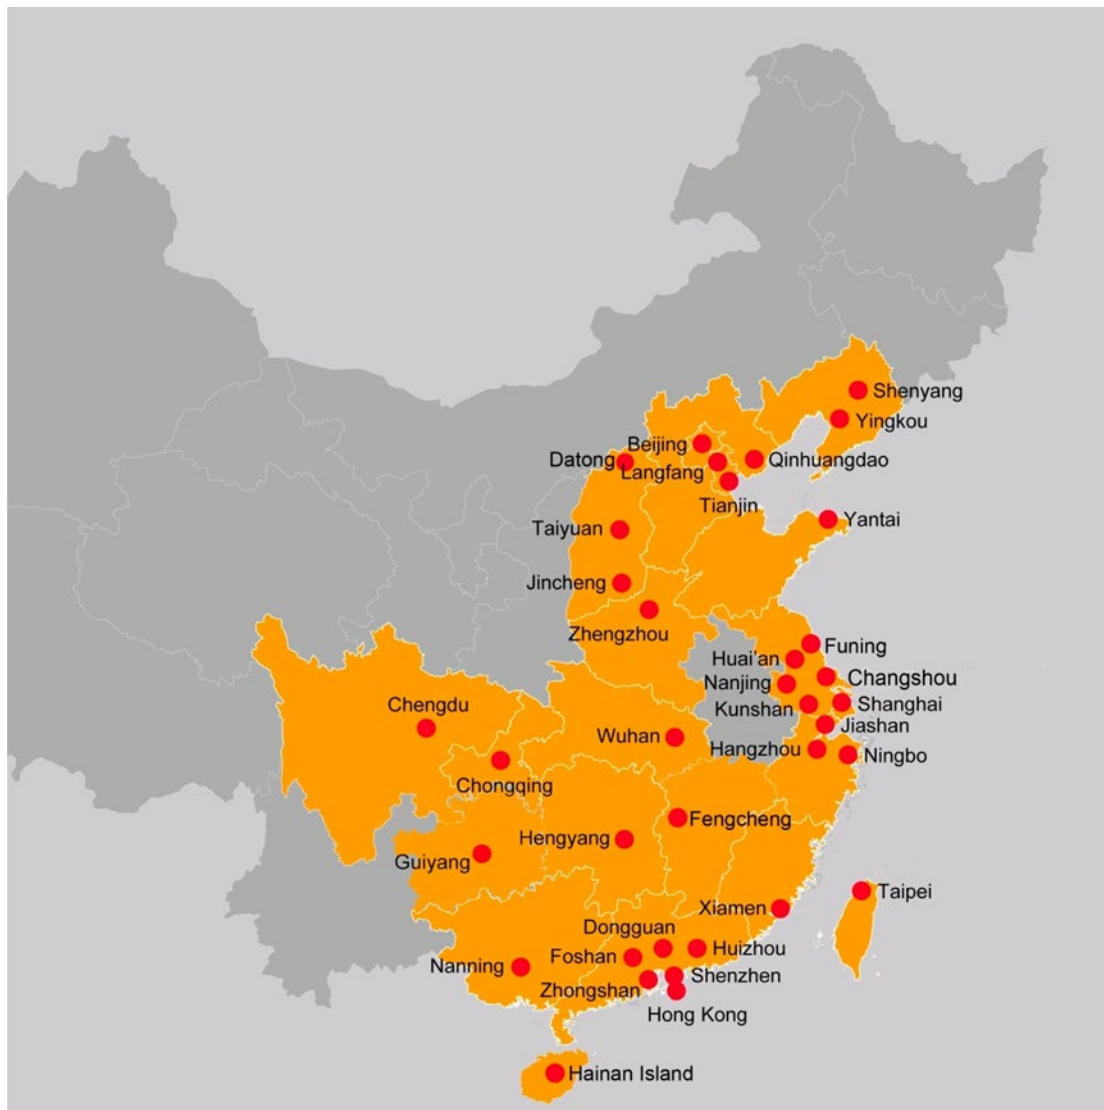 Shenyang
Yingkou
Beijing
Datong
Langfang
Qinhuangdao
Tianjin
Yantai
Taiyuan
Jincheng
Zhengzhou
Funing
Huai'an
Changshou
Nanjing
Kunshan
Shanghai
Jiashan
Chengdu
Wuhan
Hangzhou
Ningbo
Chongqing
Fengcheng
Hengyang
Guiyang
Taipei
Xiamen
Dongguan
Huizhou
Foshan
Nanning
Shenzhen
Zhongshan
Hong Kong
Hainan Island